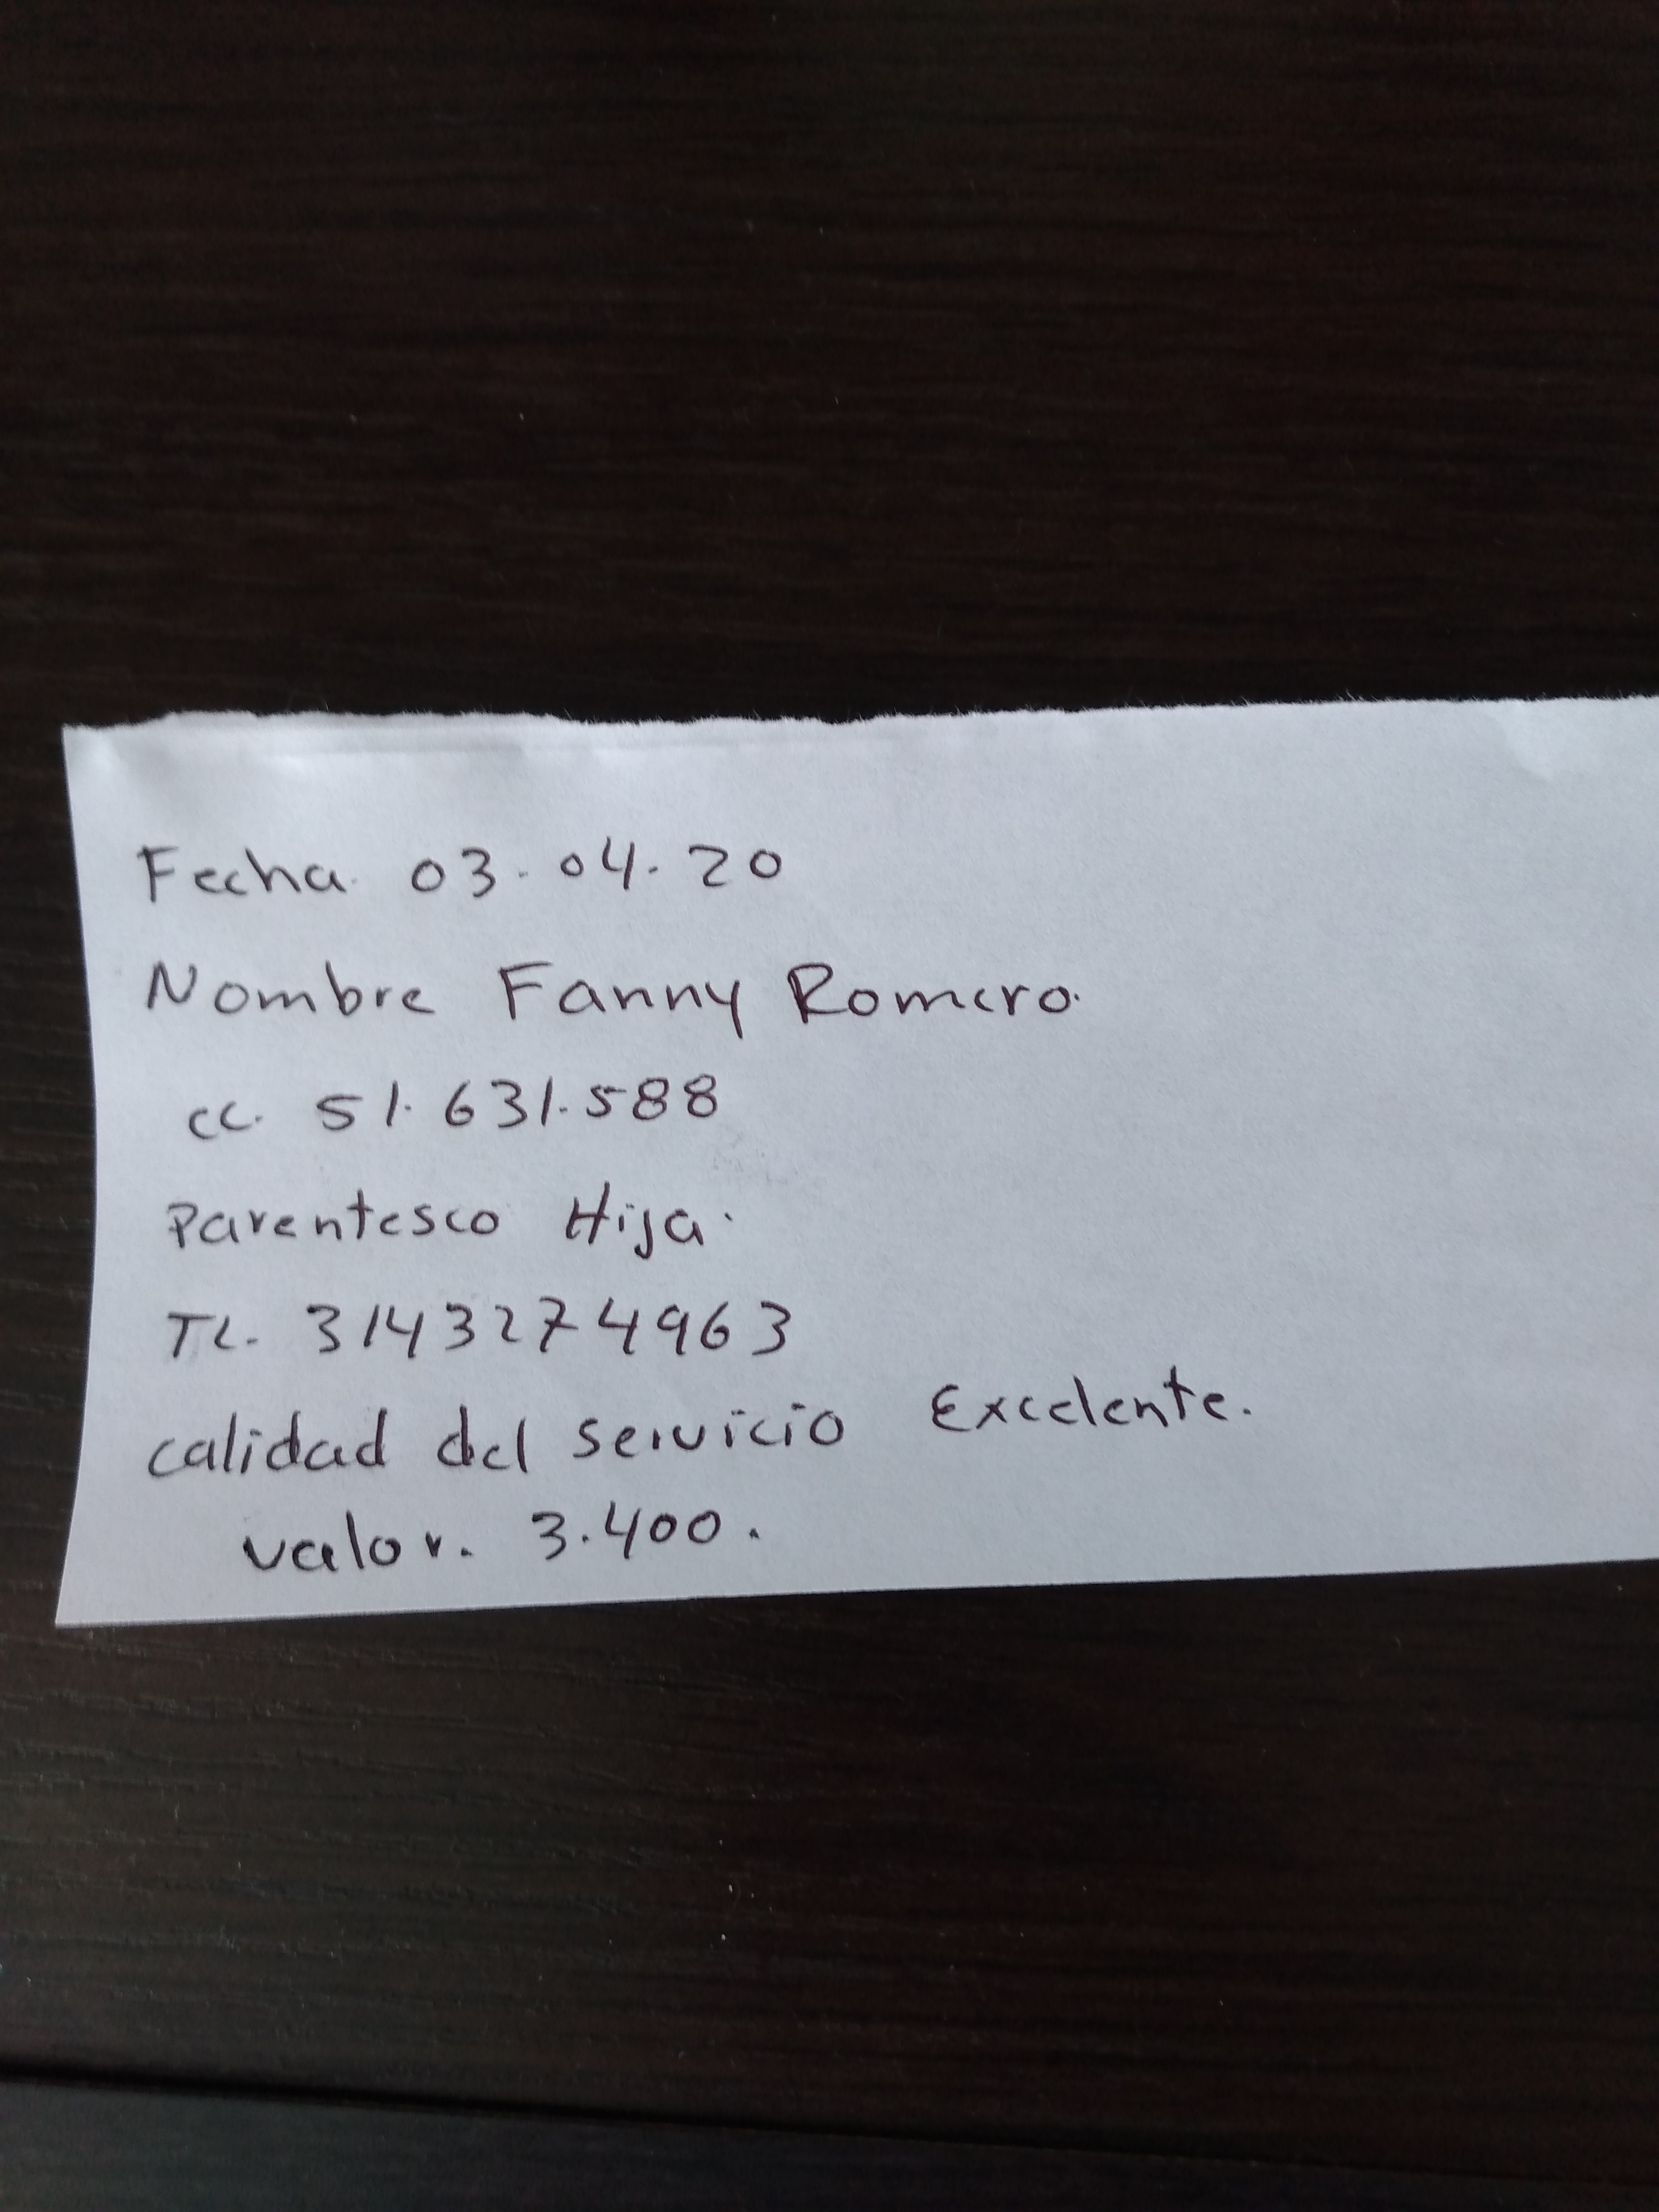 Fecha. 03.04.20
Nombre Fanny Romero.
cc. 51.631.588
Parentesco Hija.
TL. 3143274963
calidad del servicio Excelente.
valor. 3.400.